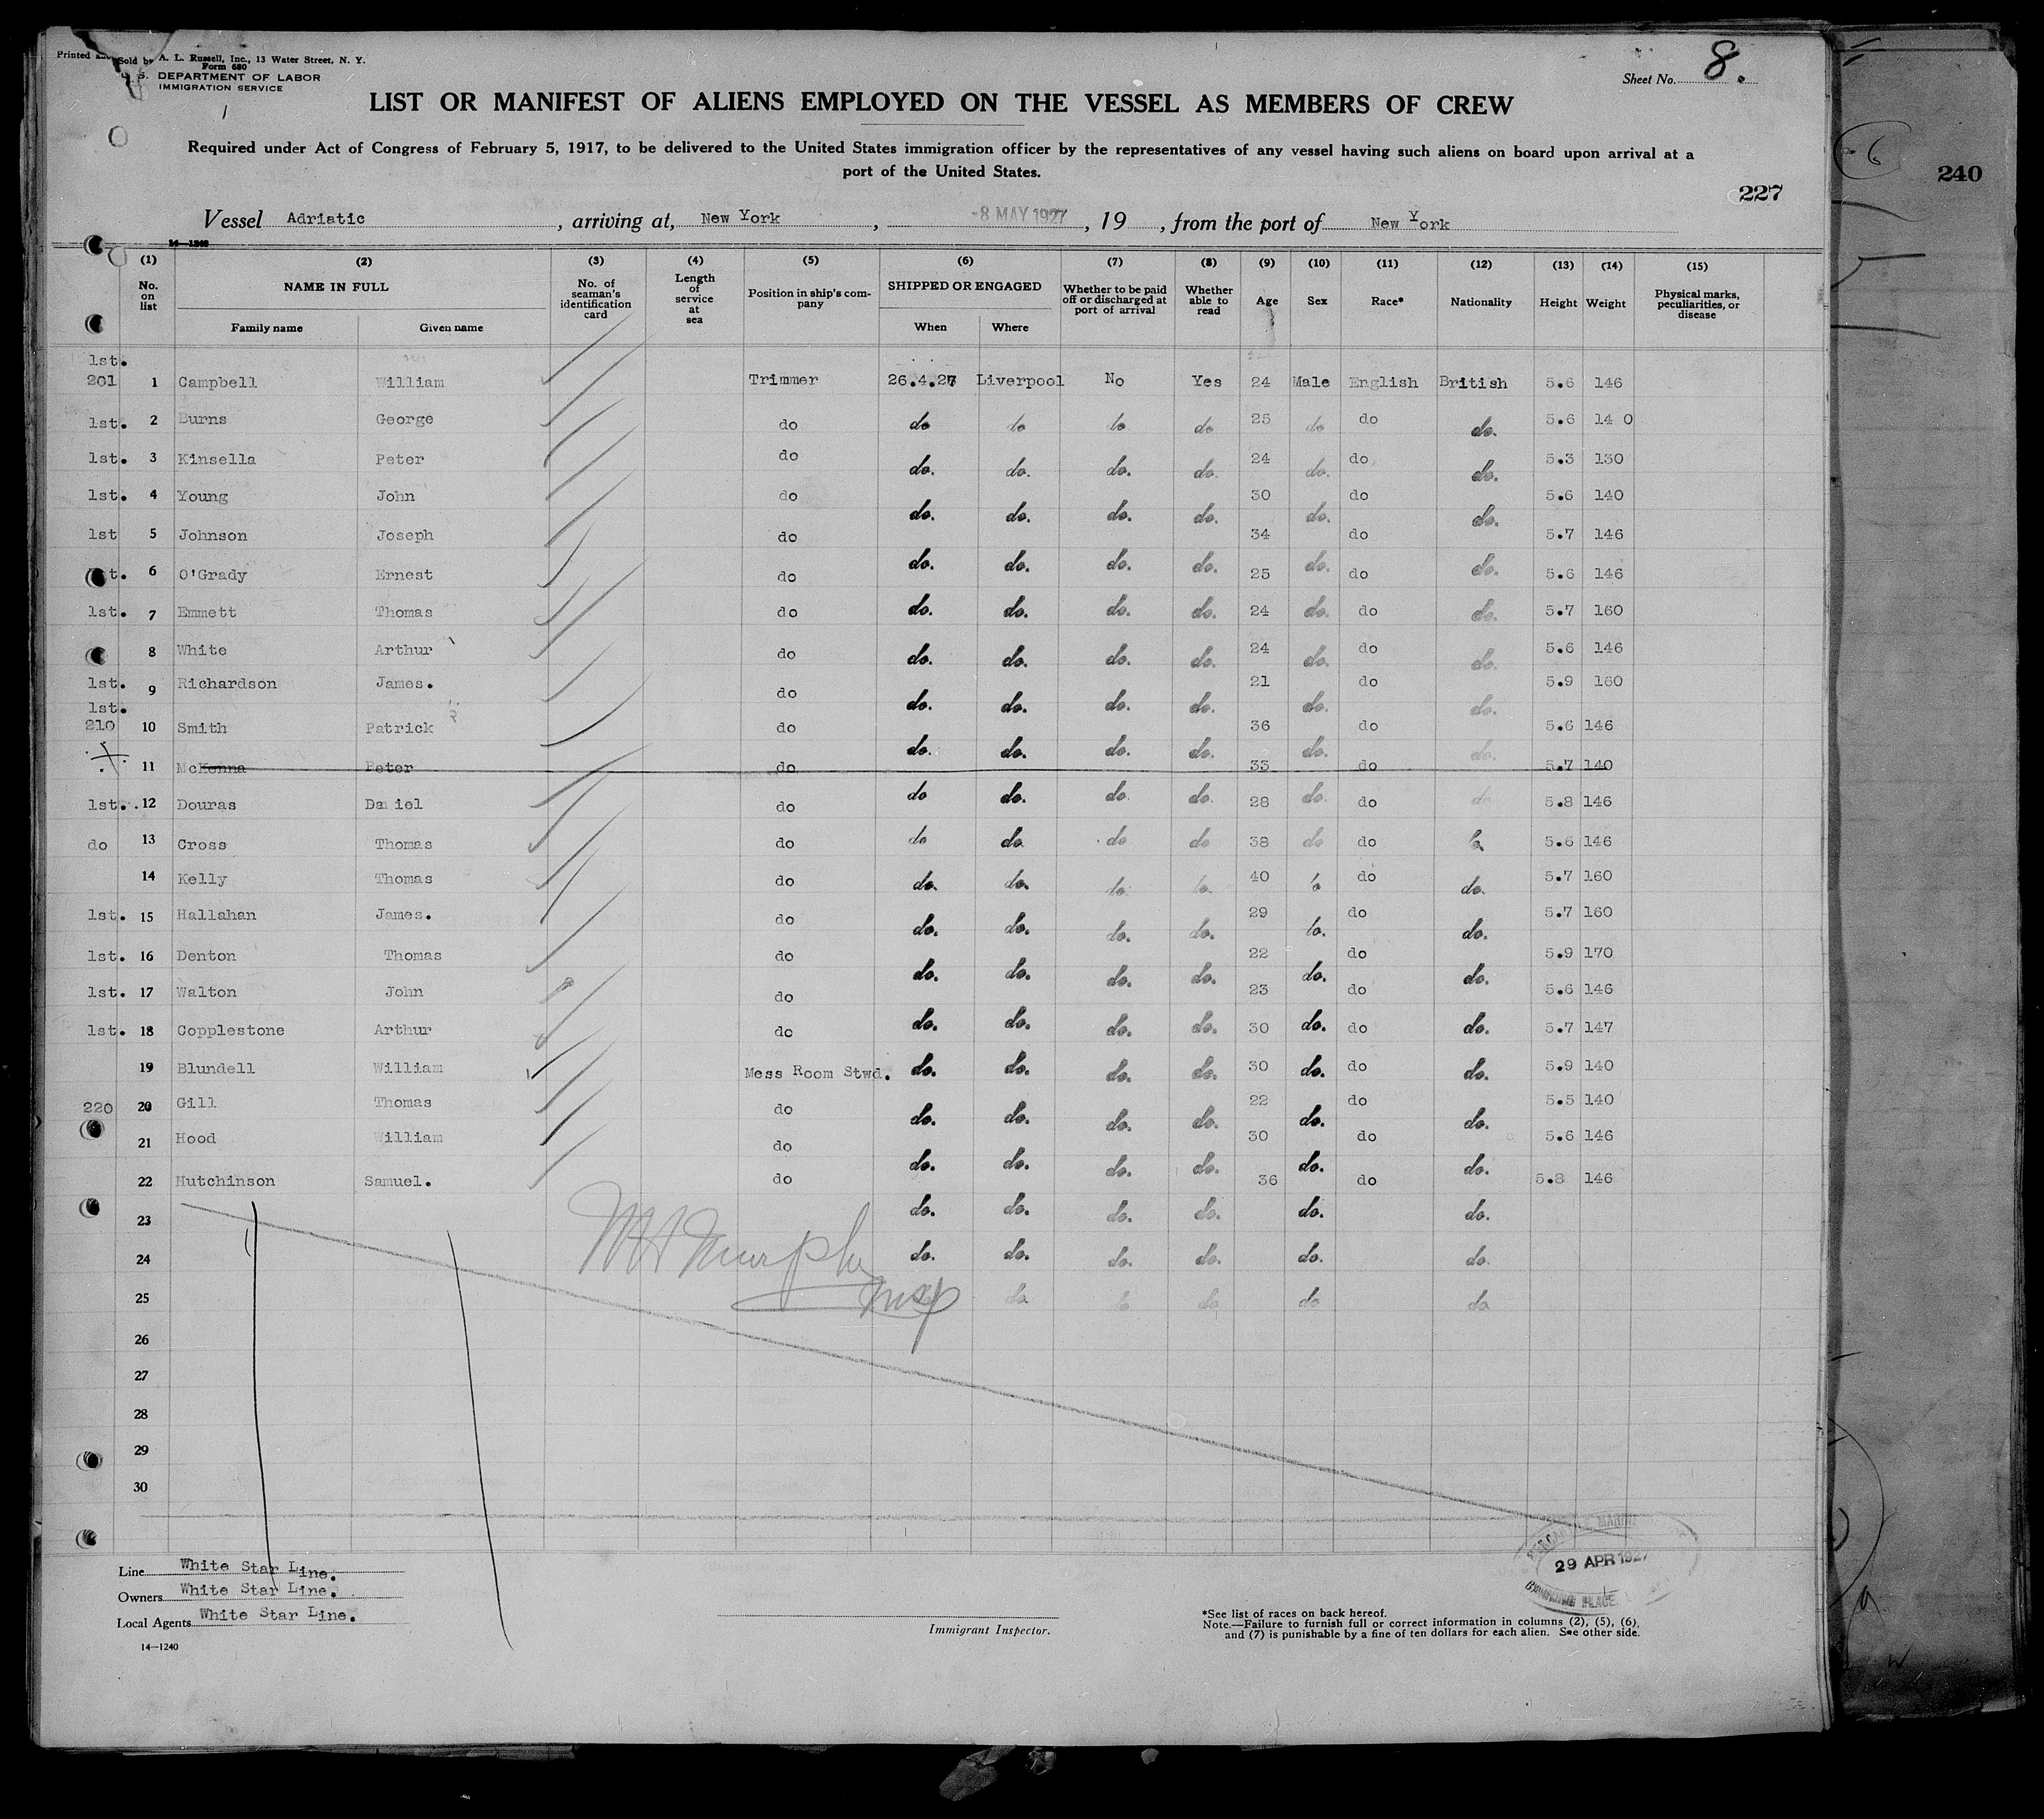 Printed and Sold by A. L. Russell, Inc., 13 Water Street, N. Y.
Form 680
U. S. DEPARTMENT OF LABOR
IMMIGRATION SERVICE
Sheet No. 8.
LIST OR MANIFEST OF ALIENS EMPLOYED ON THE VESSEL AS MEMBERS OF CREW
Required under Act of Congress of February 5, 1917, to be delivered to the United States immigration officer by the representatives of any vessel having such aliens on board upon arrival at a
port of the United States.
227
240
Vessel Adriatic, arriving at, New York, -8 MAY 1927, 19 , from the port of New York
14—1240
(1) (2) (3) (4) (5) (6) (7) (8) (9) (10) (11) (12) (13) (14) (15)
No. on list NAME IN FULL Family name Given name No. of seaman's identification card Length of service at sea Position in ship's company SHIPPED OR ENGAGED When Where Whether to be paid off or discharged at port of arrival Whether able to read Age Sex Race* Nationality Height Weight Physical marks, peculiarities, or disease
1st.
201 1 Campbell William Trimmer 26.4.27 Liverpool No Yes 24 Male English British 5.6 146
1st. 2 Burns George do do do do do 25 do do do. 5.6 14 0
1st. 3 Kinsella Peter do do. do. do. do. 24 do. do do. 5.3 130
1st. 4 Young John do do. do. do. do. 30 do. do do. 5.6 140
1st 5 Johnson Joseph do do. do. do. do. 34 do. do do. 5.7 146
st. 6 O'Grady Ernest do do. do. do. do. 25 do. do do. 5.6 146
1st. 7 Emmett Thomas do do. do. do. do. 24 do. do do. 5.7 160
8 White Arthur do do. do. do. do. 24 do. do do. 5.6 146
1st. 9 Richardson James. do do. do. do. do. 21 do. do do. 5.9 160
1st.
210 10 Smith Patrick do do. do. do. do. 36 do. do do. 5.6 146
11 McKenna Peter do 33 do 5.7 140
1st. 12 Douras Daniel do do do. do do. 28 do. do do 5.8 146
do 13 Cross Thomas do do do do do 38 do do do 5.6 146
14 Kelly Thomas do do. do. do. do. 40 do do do. 5.7 160
1st. 15 Hallahan James. do do. do. do. do. 29 do. do do. 5.7 160
1st. 16 Denton Thomas do do. do. do. do. 22 do. do do. 5.9 170
1st. 17 Walton John do 23 do 5.6 146
1st. 18 Copplestone Arthur do do. do. do. do. 30 do. do do. 5.7 147
19 Blundell William Mess Room Stwd. do. do. do. do. 30 do. do do. 5.9 140
220 20 Gill Thomas do do. do. do. do. 22 do. do do. 5.5 140
21 Hood William do do. do. do. do. 30 do. do do. 5.6 146
22 Hutchinson Samuel. do 36 do 5.8 146
23 do. do. do. do. do. do.
24 do. do. do. do. do. do.
25 do do do do do
Murphy
26
27
28
29
30
29 APR 1927
Line White Star Line.
Owners White Star Line.
Local Agents White Star Line.
14—1240
Immigrant Inspector.
*See list of races on back hereof.
Note.—Failure to furnish full or correct information in columns (2), (5), (6),
and (7) is punishable by a fine of ten dollars for each alien. See other side.